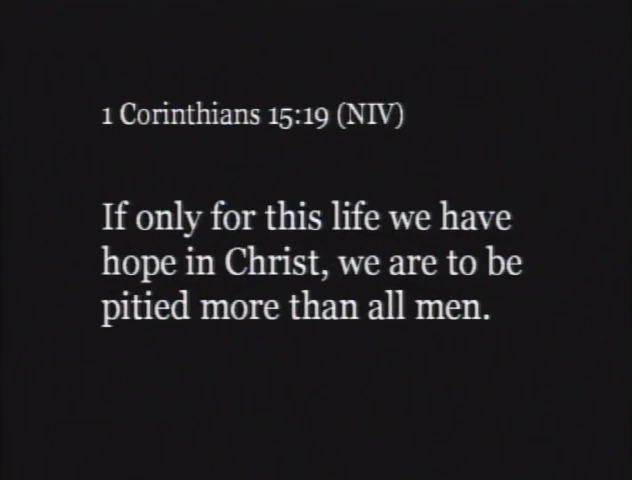 1 Corinthians 15:19 (NIV)
If only for this life we have
hope in Christ, we are to be
pitied more than all men.